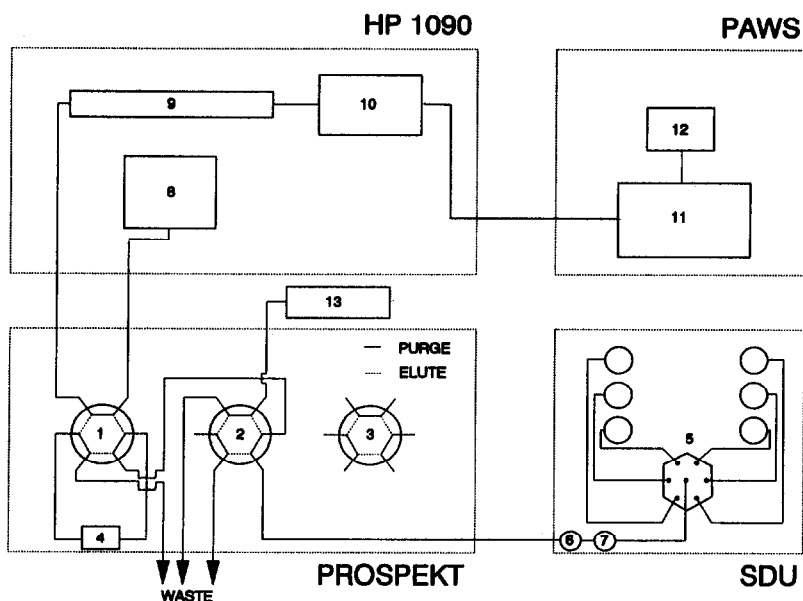 HP 1090
PAWS
9
10
12
8
11
13
PURGE
ELUTE
1
2
3
5
4
6
7
PROSPEKT
SDU
WASTE